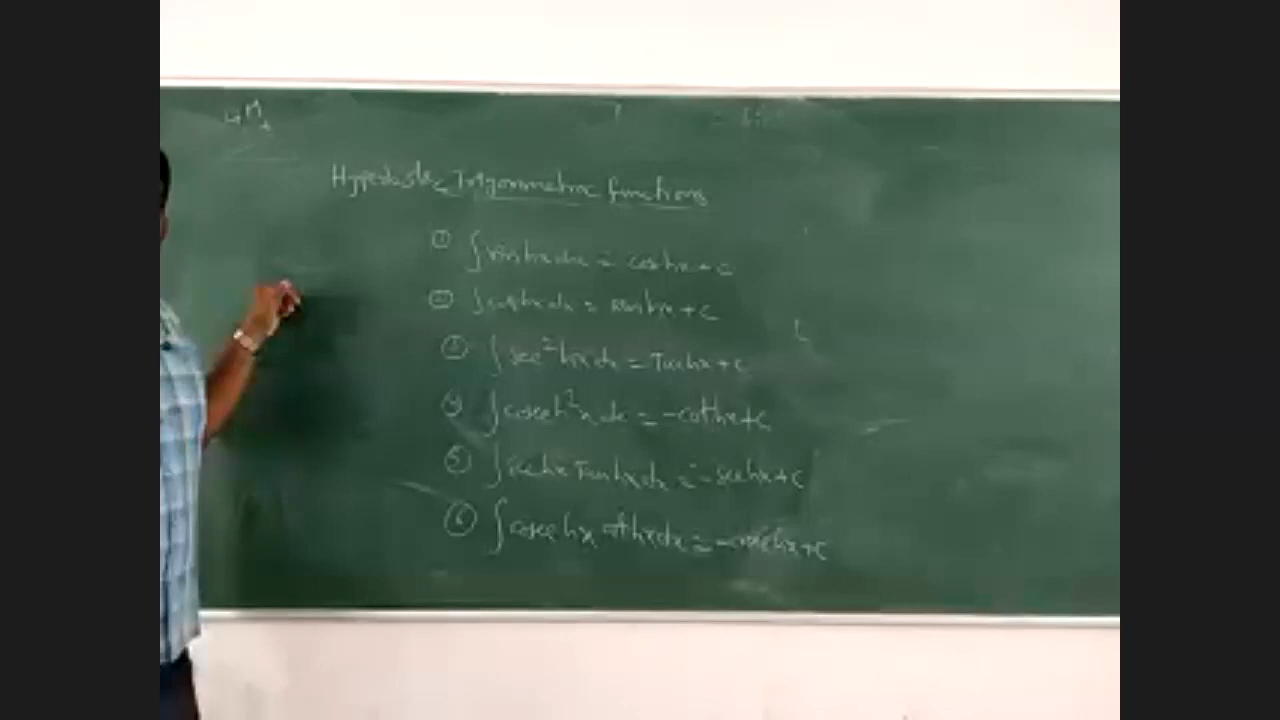 Hyperbolic Trigonometric functions
① ∫ sinhx dx = coshx + c
② ∫ coshx dx = sinhx + c
③ ∫ sec²hx dx = Tanhx + c
④ ∫ cosech²x dx = -cothx + c
⑤ ∫ sechx Tanhx dx = -sechx + c
⑥ ∫ cosechx cothx dx = -cosechx + c